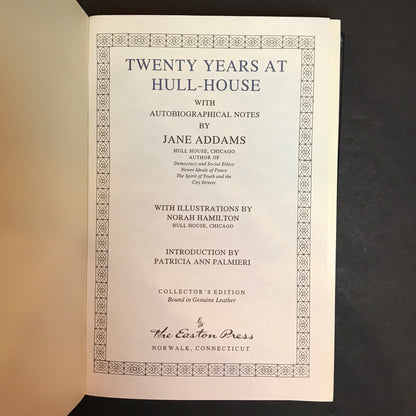 TWENTY YEARS AT
HULL-HOUSE
WITH
AUTOBIOGRAPHICAL NOTES
BY
JANE ADDAMS
HULL HOUSE, CHICAGO
AUTHOR OF
Democracy and Social Ethics
Newer Ideals of Peace
The Spirit of Youth and the
City Streets.
WITH ILLUSTRATIONS BY
NORAH HAMILTON
HULL HOUSE, CHICAGO
INTRODUCTION BY
PATRICIA ANN PALMIERI
COLLECTOR'S EDITION
Bound in Genuine Leather
The Easton Press
NORWALK, CONNECTICUT